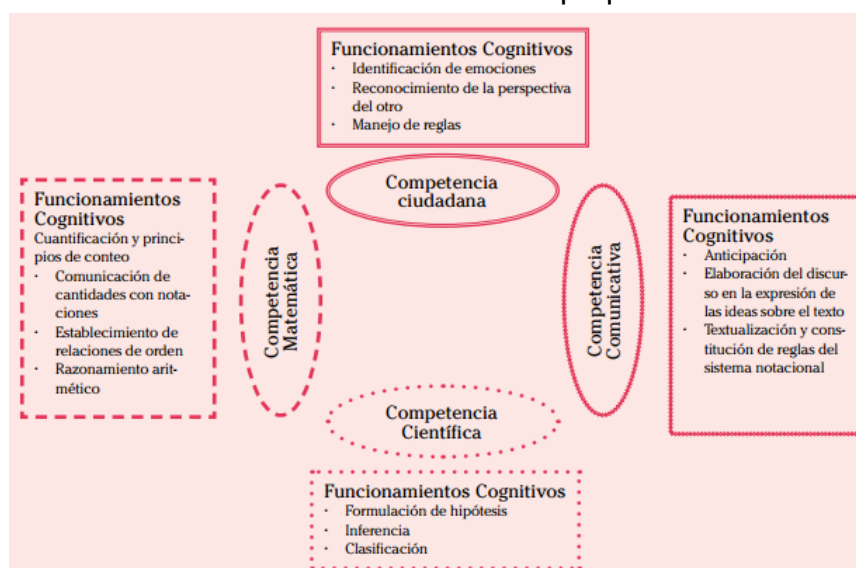 Funcionamientos Cognitivos
· Identificación de emociones
· Reconocimiento de la perspectiva
del otro
· Manejo de reglas
Competencia
ciudadana
Funcionamientos
Cognitivos
Cuantificación y princi-
pios de conteo
· Comunicación de
cantidades con nota-
ciones
· Establecimiento de
relaciones de orden
· Razonamiento arit-
mético
Competencia
Matemática
Competencia
Comunicativa
Funcionamientos
Cognitivos
· Anticipación
· Elaboración del discur-
so en la expresión de
las ideas sobre el texto
· Textualización y cons-
titución de reglas del
sistema notacional
Competencia
Científica
Funcionamientos Cognitivos
· Formulación de hipótesis
· Inferencia
· Clasificación